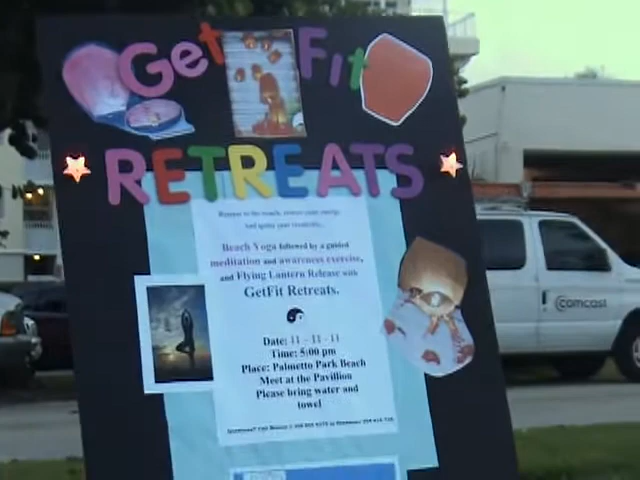 Get Fit
RETREATS
Beach Yoga followed by a guided
meditation and awareness exercise,
and Flying Lantern Release with
GetFit Retreats.
Date: 11 - 11 - 11
Time: 5:00 pm
Place: Palmetto Park Beach
Meet at the Pavilion
Please bring water and
towel
comcast